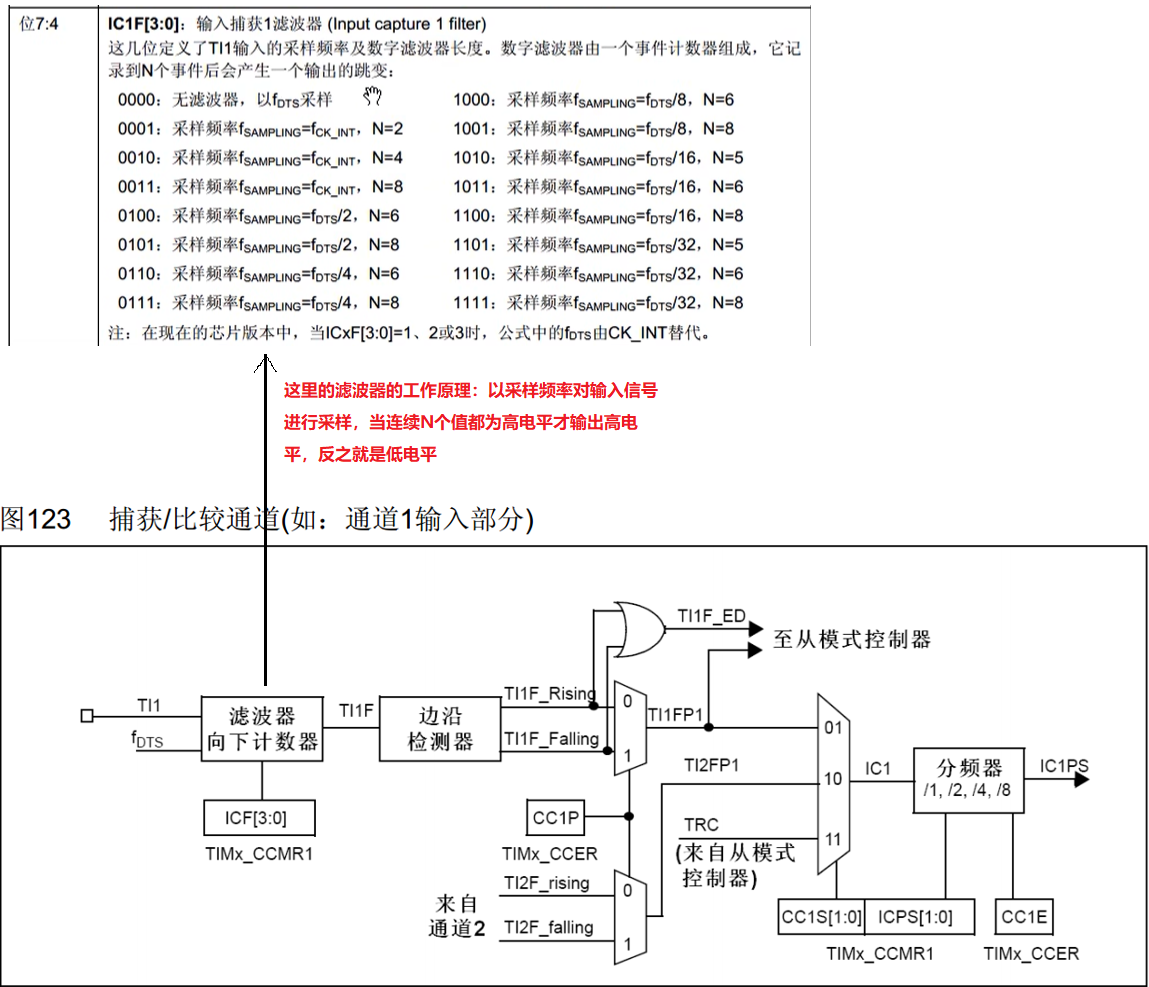 位7:4
IC1F[3:0]：输入捕获1滤波器 (Input capture 1 filter)
这几位定义了TI1输入的采样频率及数字滤波器长度。数字滤波器由一个事件计数器组成，它记
录到N个事件后会产生一个输出的跳变：
0000：无滤波器，以fDTS采样
1000：采样频率fSAMPLING=fDTS/8，N=6
0001：采样频率fSAMPLING=fCK_INT，N=2
1001：采样频率fSAMPLING=fDTS/8，N=8
0010：采样频率fSAMPLING=fCK_INT，N=4
1010：采样频率fSAMPLING=fDTS/16，N=5
0011：采样频率fSAMPLING=fCK_INT，N=8
1011：采样频率fSAMPLING=fDTS/16，N=6
0100：采样频率fSAMPLING=fDTS/2，N=6
1100：采样频率fSAMPLING=fDTS/16，N=8
0101：采样频率fSAMPLING=fDTS/2，N=8
1101：采样频率fSAMPLING=fDTS/32，N=5
0110：采样频率fSAMPLING=fDTS/4，N=6
1110：采样频率fSAMPLING=fDTS/32，N=6
0111：采样频率fSAMPLING=fDTS/4，N=8
1111：采样频率fSAMPLING=fDTS/32，N=8
注：在现在的芯片版本中，当ICxF[3:0]=1、2或3时，公式中的fDTS由CK_INT替代。
这里的滤波器的工作原理：以采样频率对输入信号
进行采样，当连续N个值都为高电平才输出高电
平，反之就是低电平
图123 捕获/比较通道(如：通道1输入部分)
TI1F_ED
至从模式控制器
TI1
fDTS
滤波器
向下计数器
TI1F
边沿
检测器
TI1F_Rising
TI1F_Falling
0
1
TI1FP1
01
TI2FP1
10
TRC
11
(来自从模式
控制器)
IC1
分频器
/1, /2, /4, /8
IC1PS
ICF[3:0]
TIMx_CCMR1
CC1P
TIMx_CCER
来自
通道2
TI2F_rising
TI2F_falling
0
1
CC1S[1:0]
ICPS[1:0]
TIMx_CCMR1
CC1E
TIMx_CCER